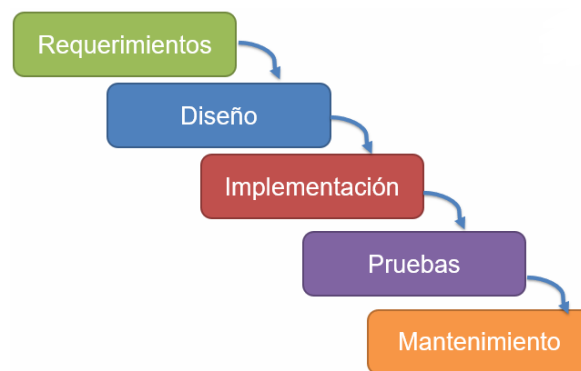 Requerimientos
Diseño
Implementación
Pruebas
Mantenimiento